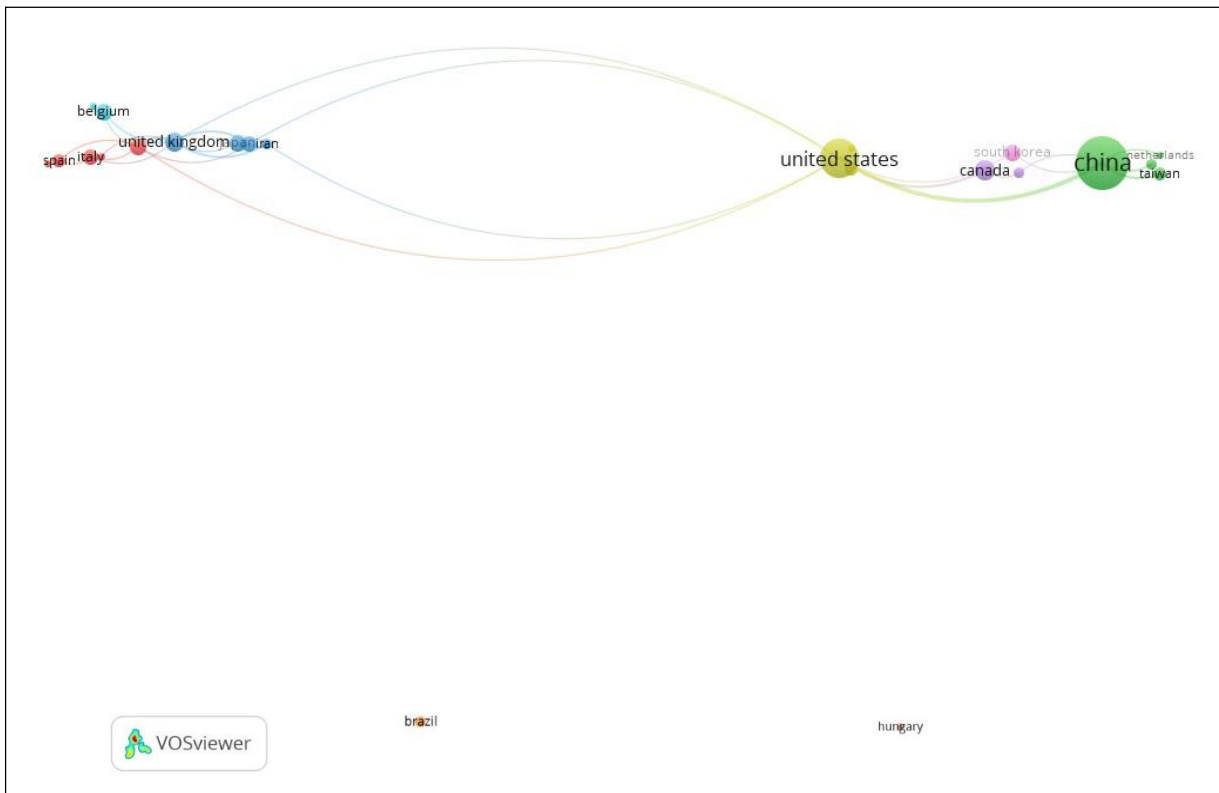 belgium
united kingdom
iran
spain
italy
united states
south korea
canada
china
netherlands
taiwan
brazil
hungary
VOSviewer